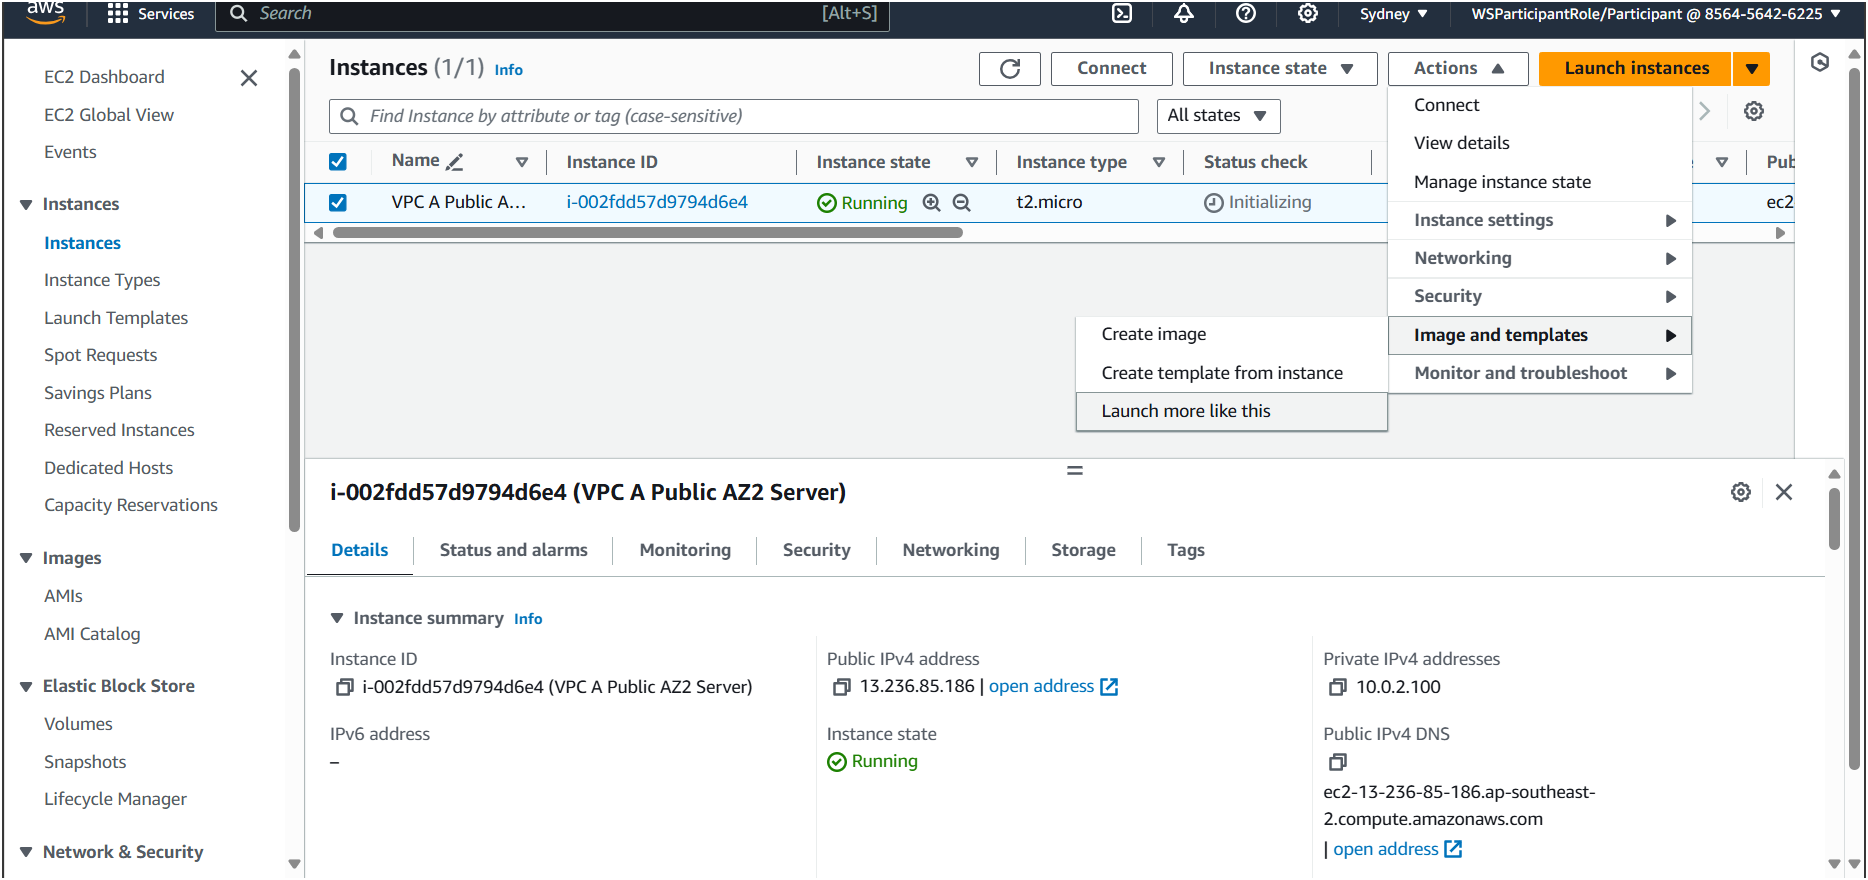 aws
Services
Search
[Alt+S]
Sydney
WSParticipantRole/Participant @ 8564-5642-6225
EC2 Dashboard
EC2 Global View
Events
Instances
Instances
Instance Types
Launch Templates
Spot Requests
Savings Plans
Reserved Instances
Dedicated Hosts
Capacity Reservations
Images
AMIs
AMI Catalog
Elastic Block Store
Volumes
Snapshots
Lifecycle Manager
Network & Security
Instances (1/1) Info
Connect
Instance state
Actions
Launch instances
Find Instance by attribute or tag (case-sensitive)
All states
Name
Instance ID
Instance state
Instance type
Status check
Pub
VPC A Public A...
i-002fdd57d9794d6e4
Running
t2.micro
Initializing
ec2
Connect
View details
Manage instance state
Instance settings
Networking
Security
Image and templates
Monitor and troubleshoot
Create image
Create template from instance
Launch more like this
i-002fdd57d9794d6e4 (VPC A Public AZ2 Server)
Details
Status and alarms
Monitoring
Security
Networking
Storage
Tags
Instance summary Info
Instance ID
i-002fdd57d9794d6e4 (VPC A Public AZ2 Server)
IPv6 address
–
Public IPv4 address
13.236.85.186 | open address
Instance state
Running
Private IPv4 addresses
10.0.2.100
Public IPv4 DNS
ec2-13-236-85-186.ap-southeast-
2.compute.amazonaws.com
| open address